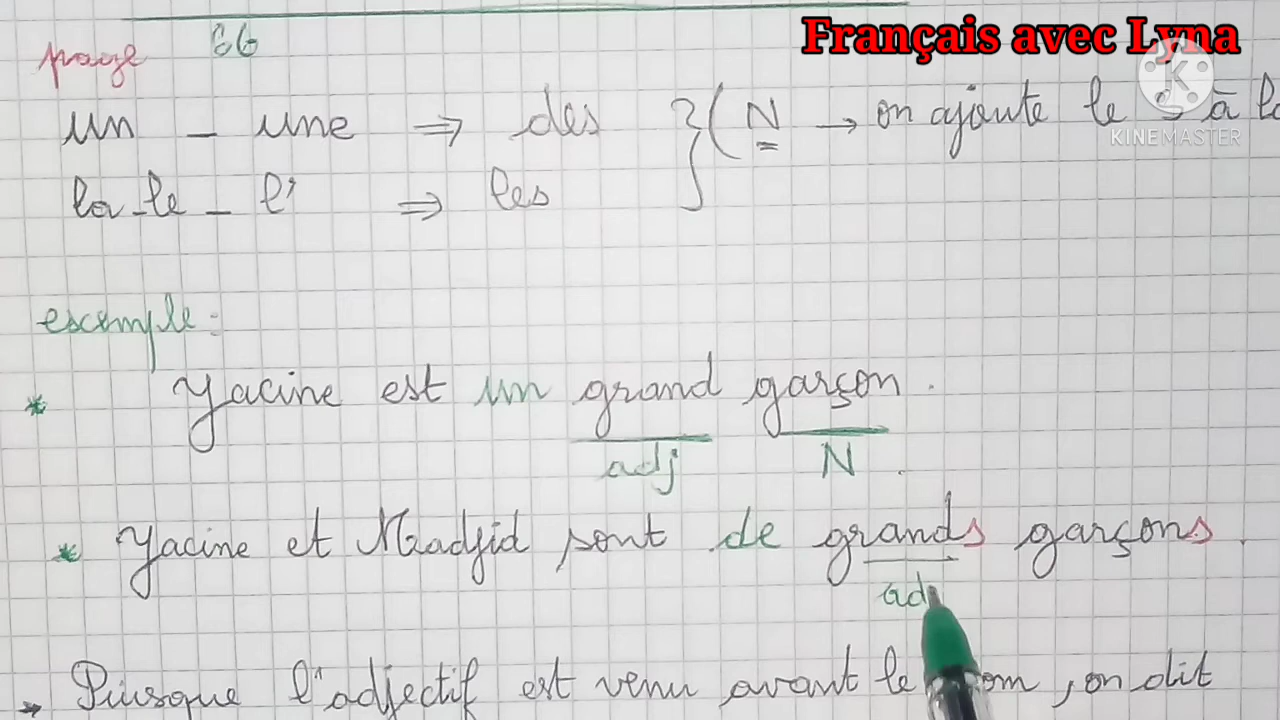 Français avec Lyna
KINEMASTER
page 66
un - une ⇒ des } ( N → on ajoute le s à la
la - le - l' ⇒ les
exemple :
* Yacine est un grand garçon.
adj N.
* Yacine et Madjid sont de grands garçons.
ad
→ Puisque l'adjectif est venu avant le nom, on dit